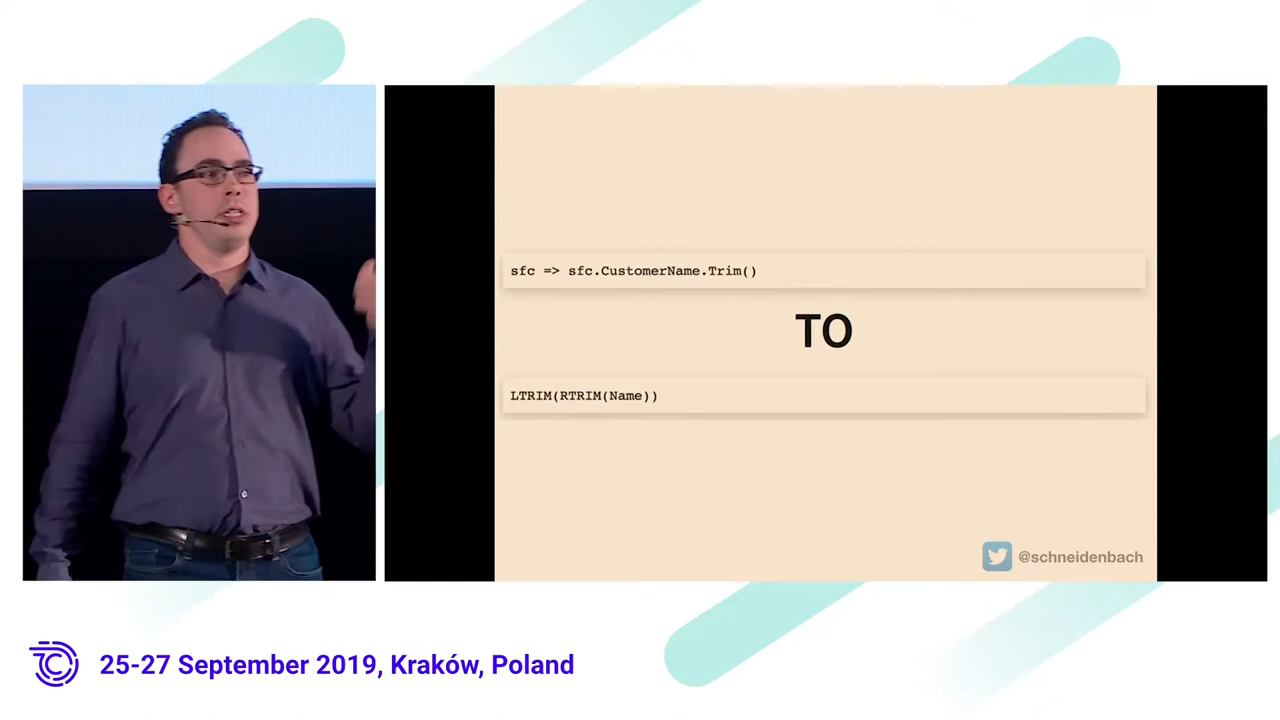 sfc => sfc.CustomerName.Trim()
TO
LTRIM(RTRIM(Name))
@schneidenbach
25-27 September 2019, Kraków, Poland